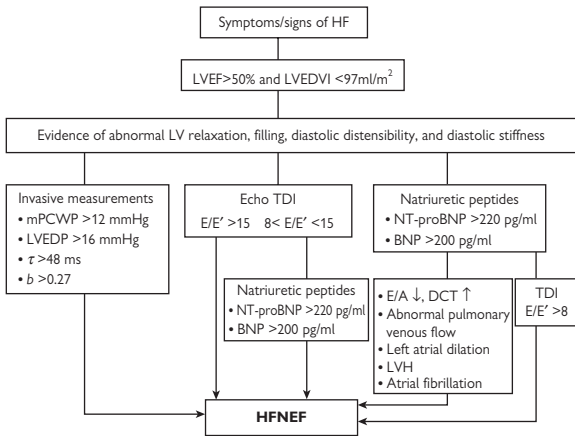 Symptoms/signs of HF
LVEF>50% and LVEDVI <97ml/m²
Evidence of abnormal LV relaxation, filling, diastolic distensibility, and diastolic stiffness
Invasive measurements
• mPCWP >12 mmHg
• LVEDP >16 mmHg
• τ >48 ms
• b >0.27
Echo TDI
E/E′ >15 8< E/E′ <15
Natriuretic peptides
• NT-proBNP >220 pg/ml
• BNP >200 pg/ml
Natriuretic peptides
• NT-proBNP >220 pg/ml
• BNP >200 pg/ml
• E/A ↓, DCT ↑
• Abnormal pulmonary
venous flow
• Left atrial dilation
• LVH
• Atrial fibrillation
TDI
E/E′ >8
HFNEF